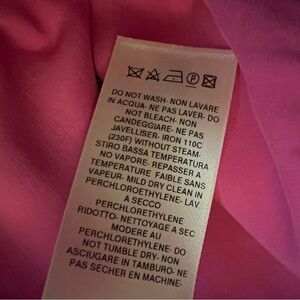 P
DO NOT WASH- NON LAVARE
IN ACQUA- NE PAS LAVER- DO
NOT BLEACH- NON
CANDEGGIARE- NE PAS
JAVELLISER- IRON 110C
(230F) WITHOUT STEAM-
STIRO BASSA TEMPERATURA
NO VAPORE- REPASSER A
TEMPERATURE FAIBLE SANS
VAPEUR- MILD DRY CLEAN IN
PERCHLOROETHYLENE- LAV.
A SECCO
PERCHLORETHYLENE
RIDOTTO- NETTOYAGE A SEC
MODERE AU
PERCHLORETHYLENE- DO
NOT TUMBLE DRY- NON
ASCIUGARE IN TAMBURO- NE
PAS SECHER EN MACHINE-